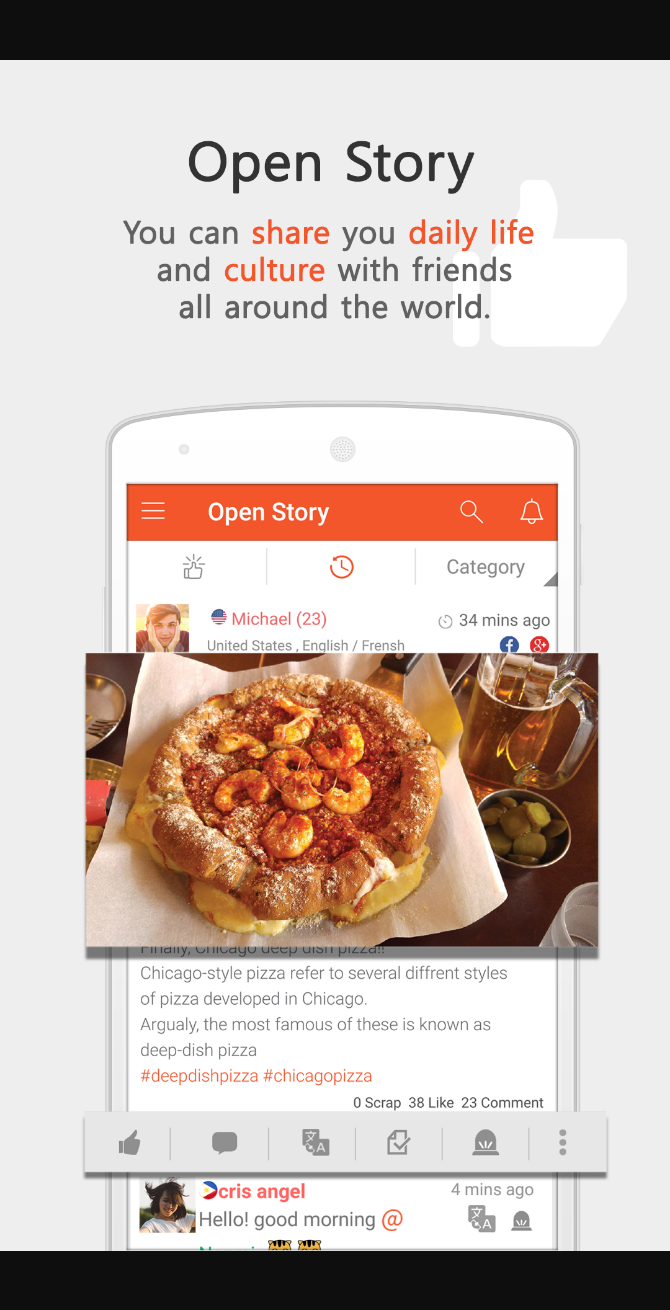 Open Story
You can share you daily life
and culture with friends
all around the world.
Open Story
Category
Michael (23)
34 mins ago
United States , English / Frensh
Finally, Chicago deep dish pizza!!
Chicago-style pizza refer to several diffrent styles
of pizza developed in Chicago.
Argualy, the most famous of these is known as
deep-dish pizza
#deepdishpizza #chicagopizza
0 Scrap 38 Like 23 Comment
cris angel
4 mins ago
Hello! good morning @